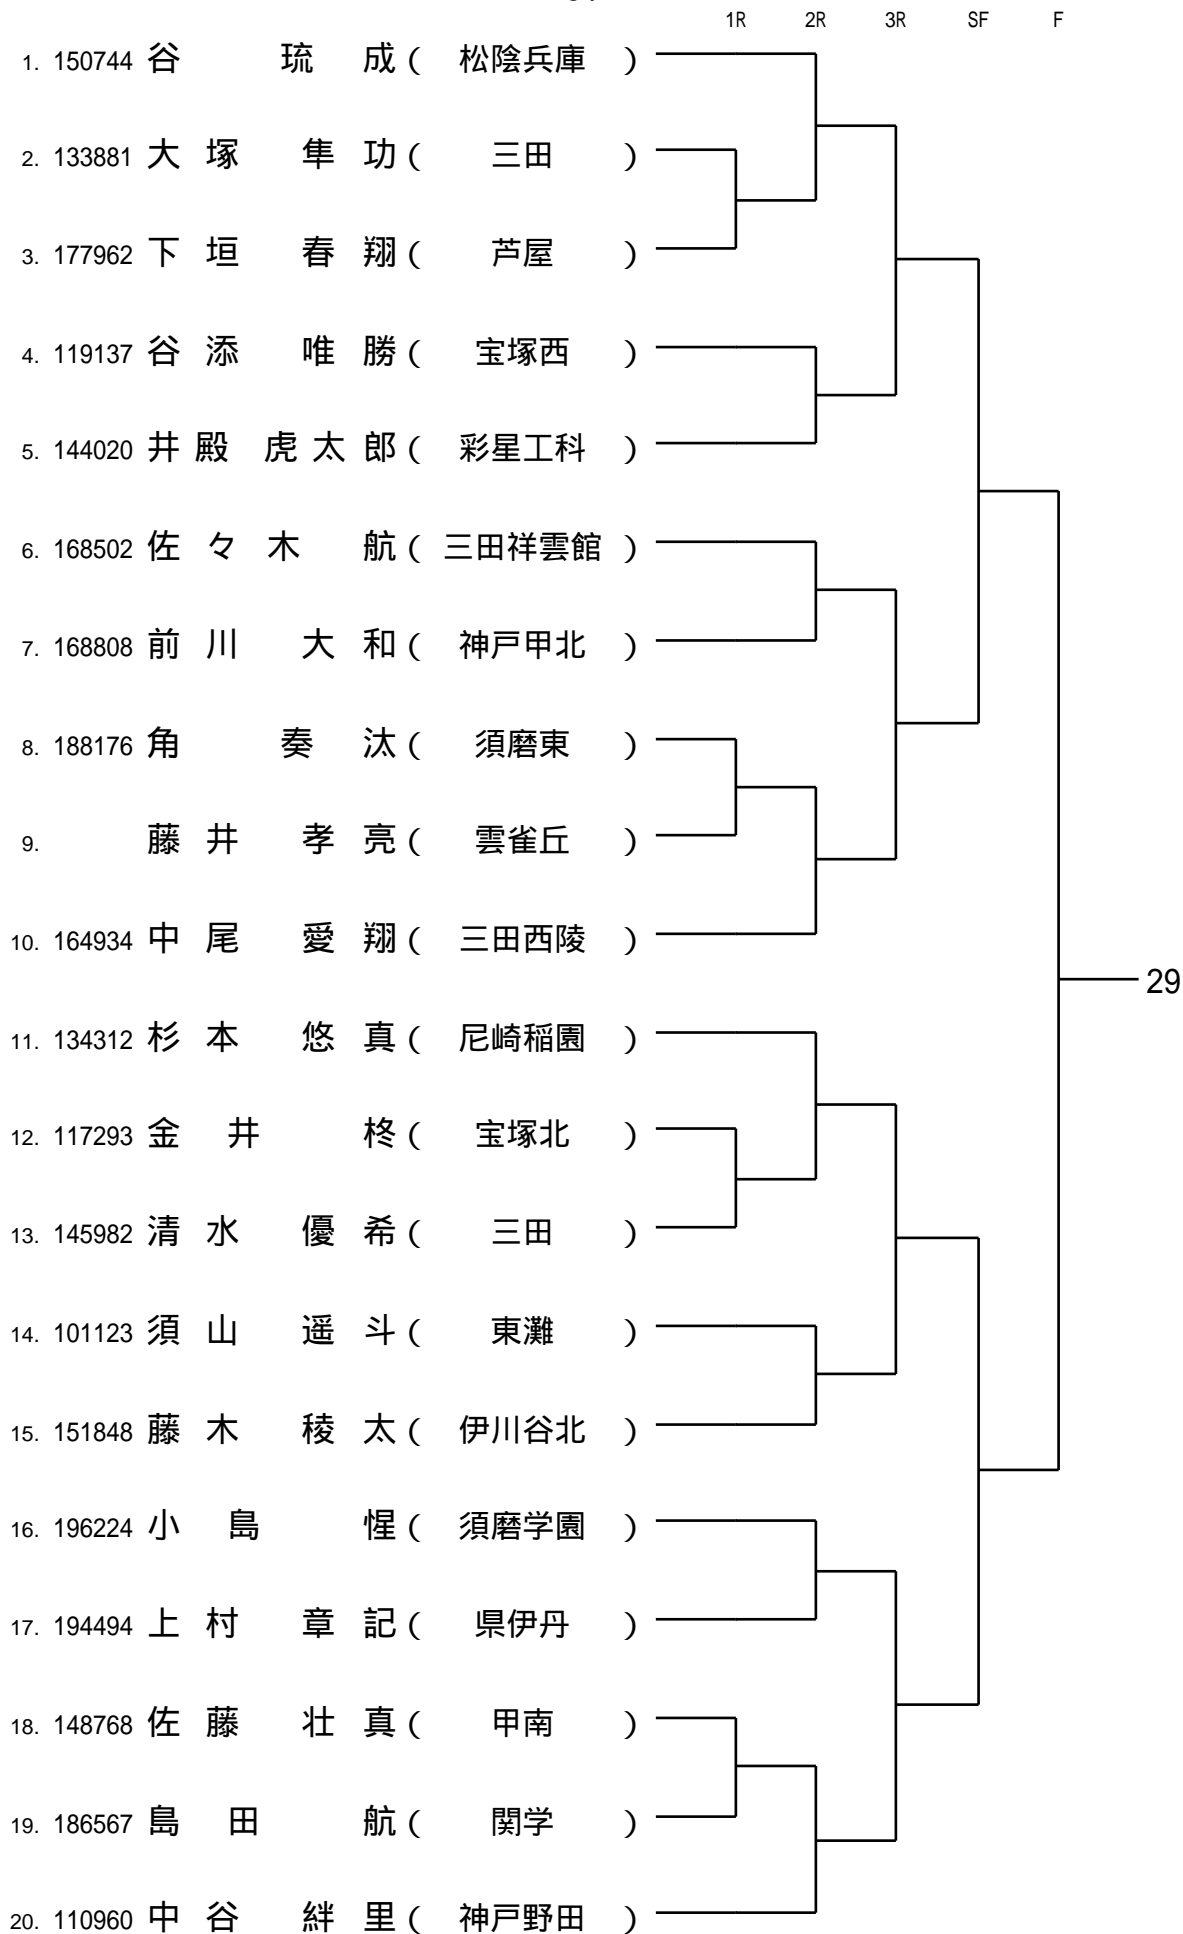 1R 2R 3R SF F
1. 150744 谷 琉 成 ( 松陰兵庫 )
2. 133881 大 塚 隼 功 ( 三田 )
3. 177962 下 垣 春 翔 ( 芦屋 )
4. 119137 谷 添 唯 勝 ( 宝塚西 )
5. 144020 井 殿 虎 太 郎 ( 彩星工科 )
6. 168502 佐 々 木 航 ( 三田祥雲館 )
7. 168808 前 川 大 和 ( 神戸甲北 )
8. 188176 角 奏 汰 ( 須磨東 )
9. 藤 井 孝 亮 ( 雲雀丘 )
10. 164934 中 尾 愛 翔 ( 三田西陵 )
29
11. 134312 杉 本 悠 真 ( 尼崎稲園 )
12. 117293 金 井 柊 ( 宝塚北 )
13. 145982 清 水 優 希 ( 三田 )
14. 101123 須 山 遥 斗 ( 東灘 )
15. 151848 藤 木 稜 太 ( 伊川谷北 )
16. 196224 小 島 惺 ( 須磨学園 )
17. 194494 上 村 章 記 ( 県伊丹 )
18. 148768 佐 藤 壮 真 ( 甲南 )
19. 186567 島 田 航 ( 関学 )
20. 110960 中 谷 絆 里 ( 神戸野田 )